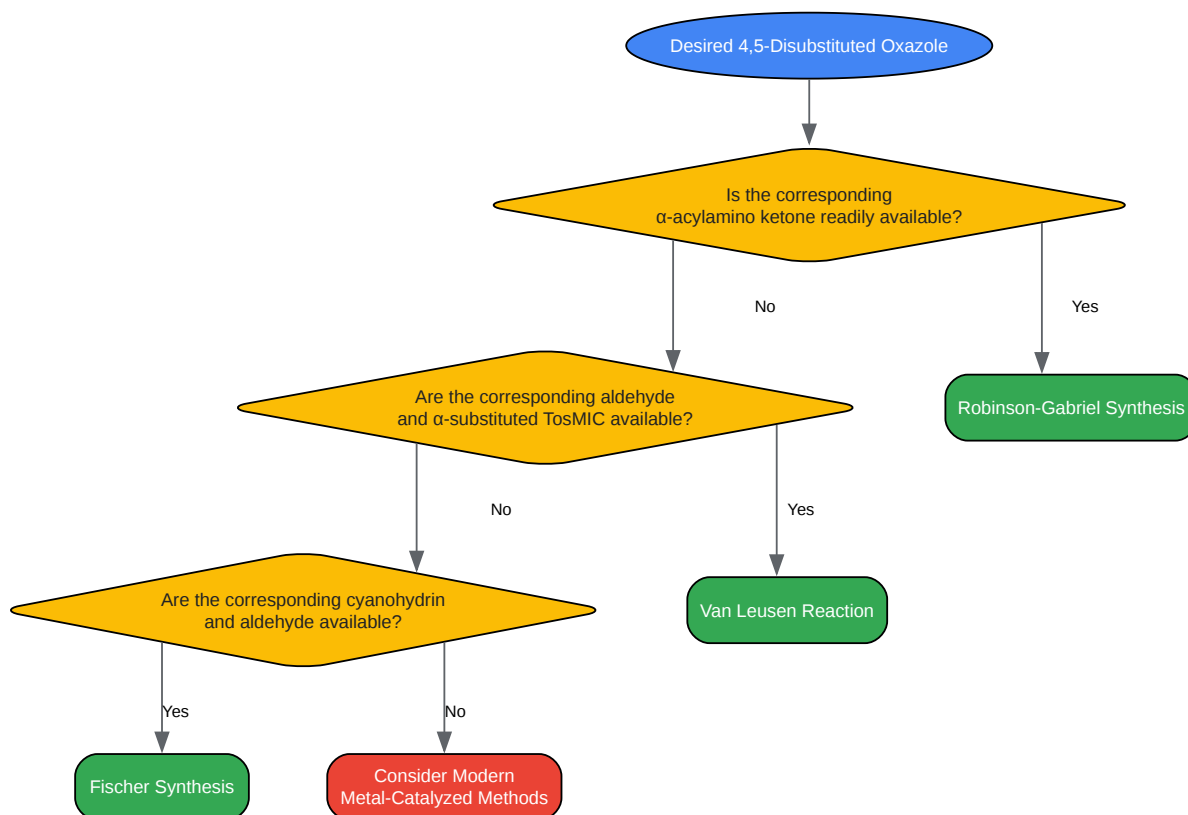 Desired 4,5-Disubstituted Oxazole
Is the corresponding
α-acylamino ketone readily available?
No
Yes
Robinson-Gabriel Synthesis
Are the corresponding aldehyde
and α-substituted TosMIC available?
No
Yes
Van Leusen Reaction
Are the corresponding cyanohydrin
and aldehyde available?
Yes
No
Fischer Synthesis
Consider Modern
Metal-Catalyzed Methods